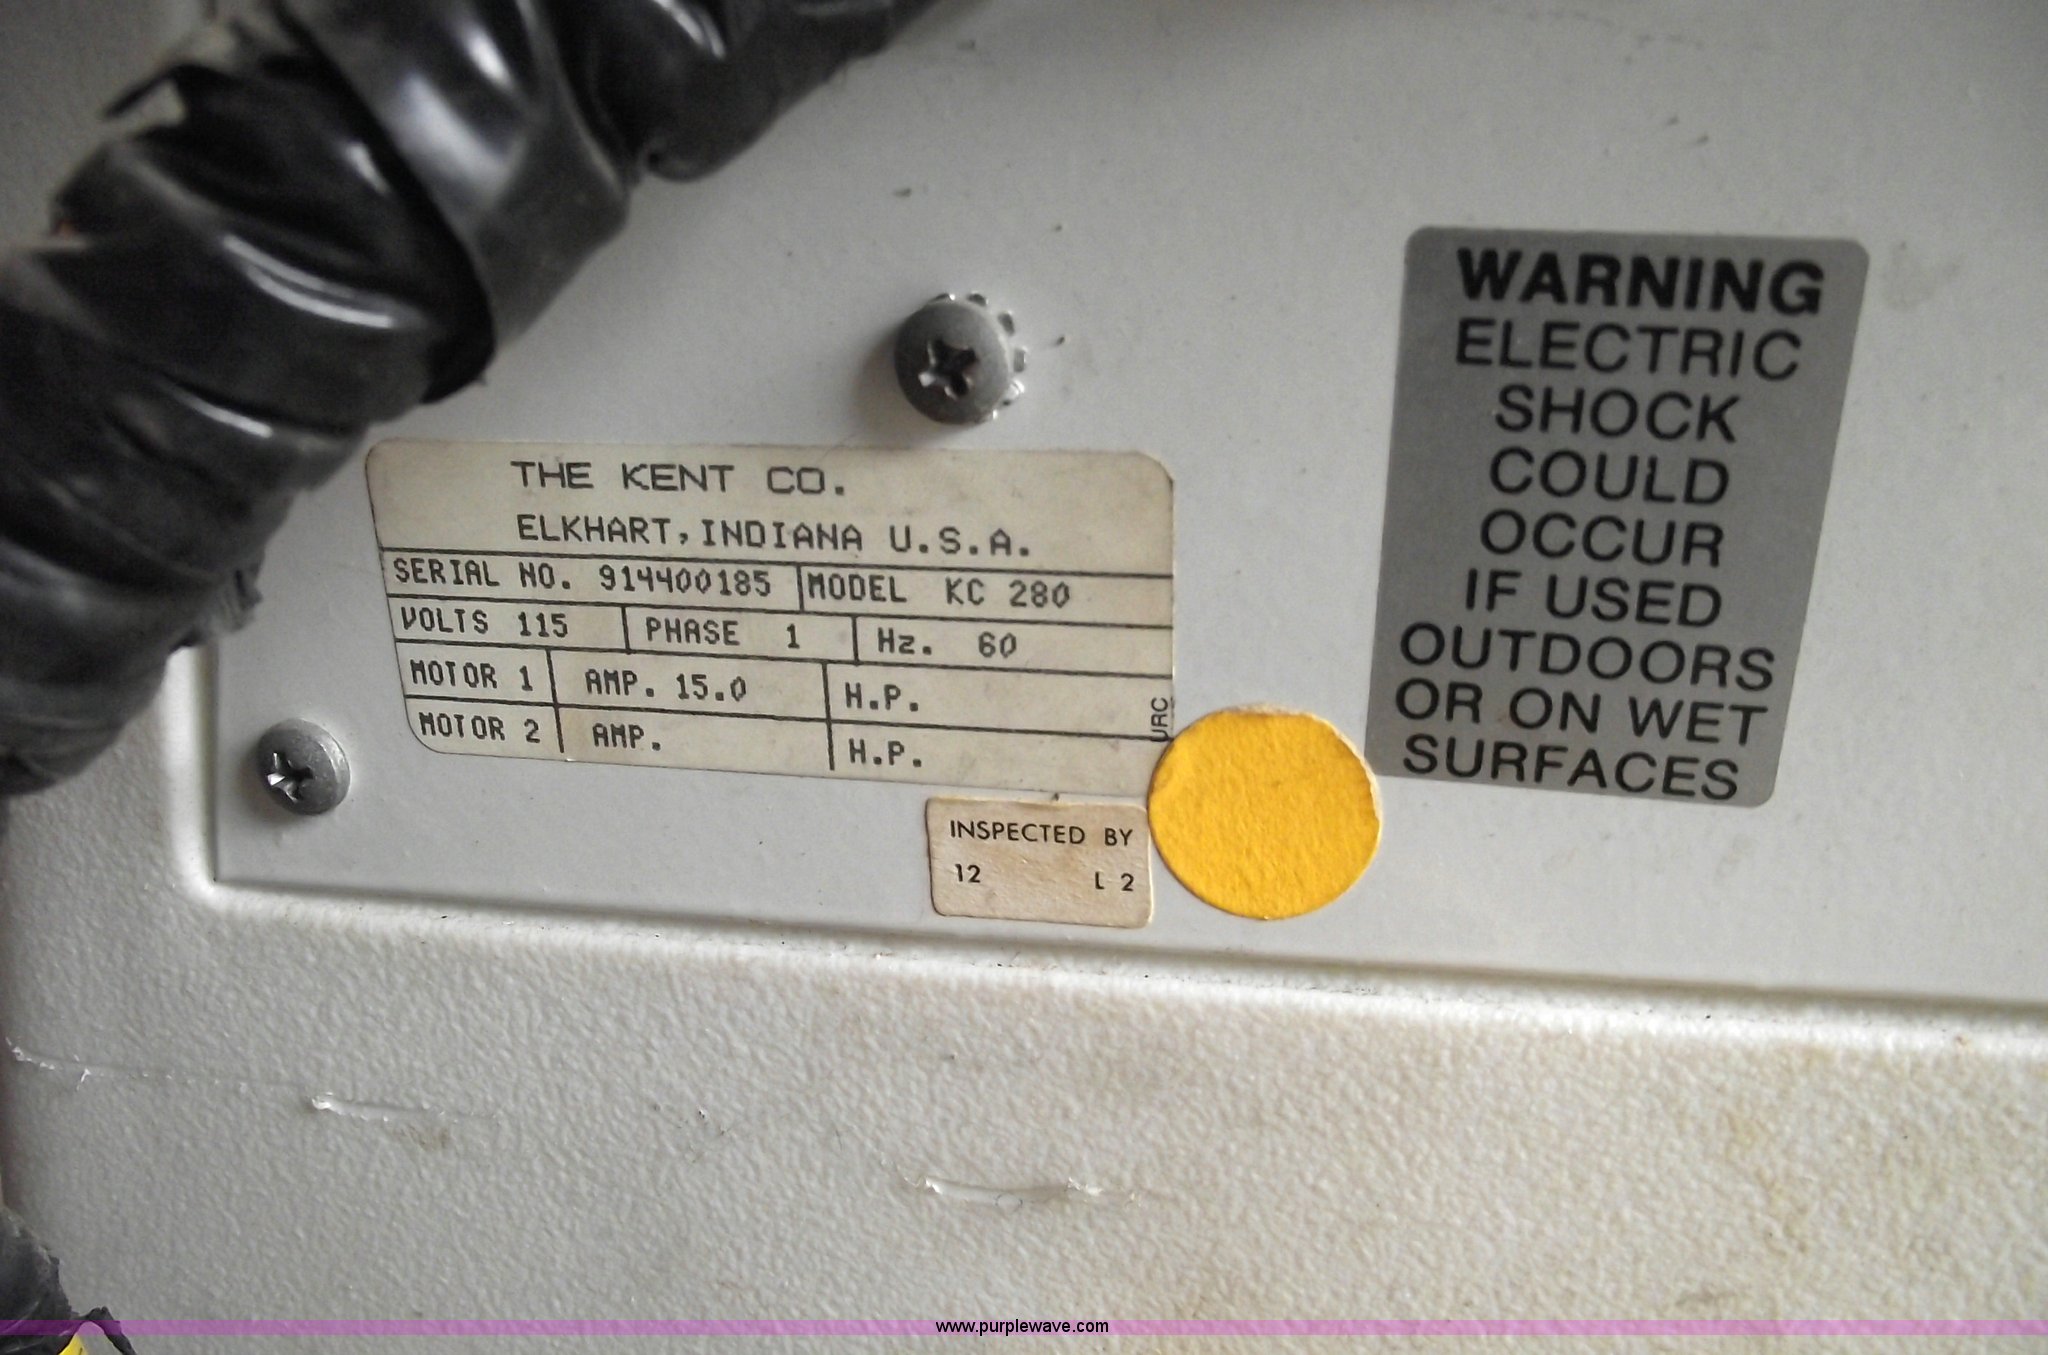 THE KENT CO.
ELKHART, INDIANA U.S.A.
SERIAL NO. 914400185 MODEL KC 280
VOLTS 115 PHASE 1 Hz. 60
MOTOR 1 AMP. 15.0 H.P.
MOTOR 2 AMP. H.P.
URC
INSPECTED BY
12 L 2
WARNING
ELECTRIC
SHOCK
COULD
OCCUR
IF USED
OUTDOORS
OR ON WET
SURFACES
www.purplewave.com